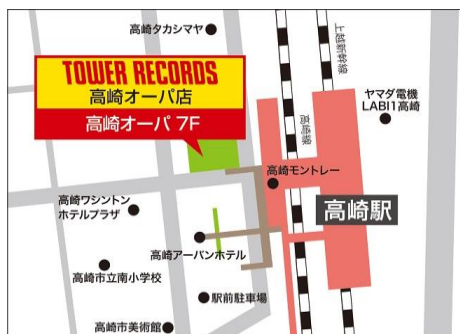 高崎タカシマヤ
TOWER RECORDS
高崎オーパ店
高崎オーパ 7F
上越新幹線
高崎線
ヤマダ電機
LABI1高崎
高崎モントレー
高崎駅
高崎ワシントン
ホテルプラザ
高崎アーバンホテル
高崎市立南小学校
駅前駐車場
高崎市美術館